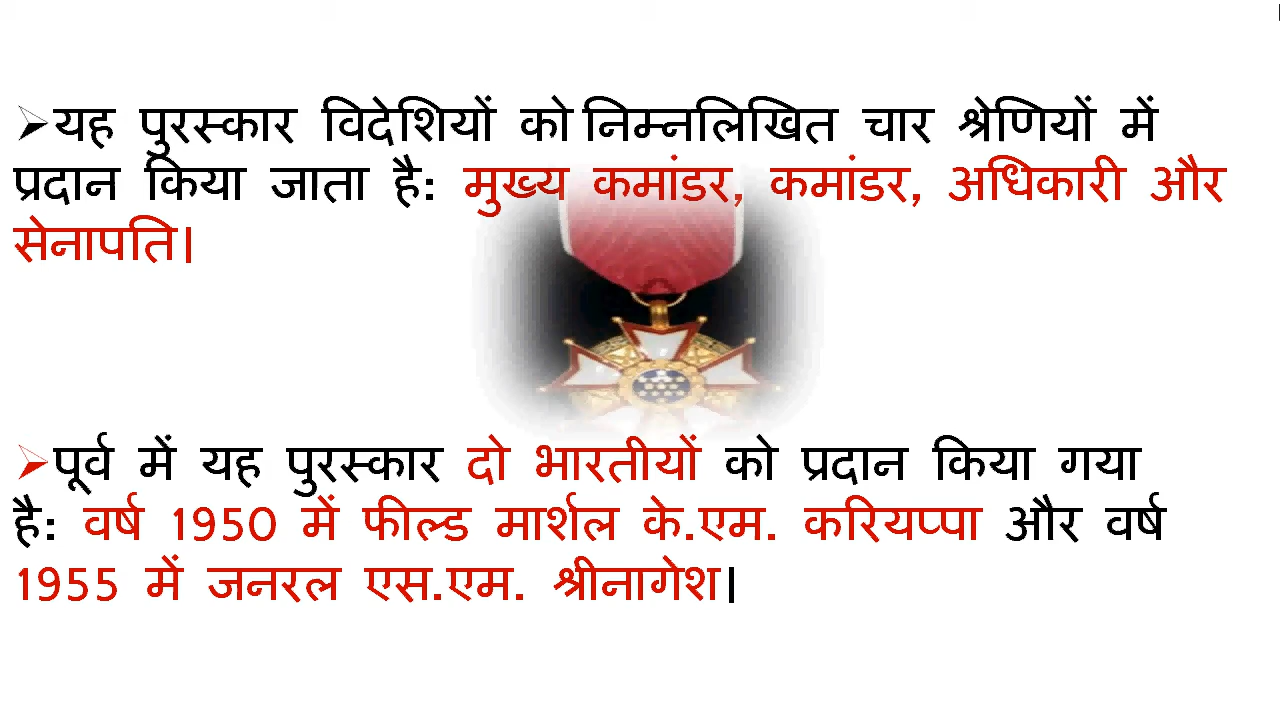 ➢यह पुरस्कार विदेशियों को निम्नलिखित चार श्रेणियों में
प्रदान किया जाता है: मुख्य कमांडर, कमांडर, अधिकारी और
सेनापति।
➢पूर्व में यह पुरस्कार दो भारतीयों को प्रदान किया गया
है: वर्ष 1950 में फील्ड मार्शल के.एम. करियप्पा और वर्ष
1955 में जनरल एस.एम. श्रीनागेश।